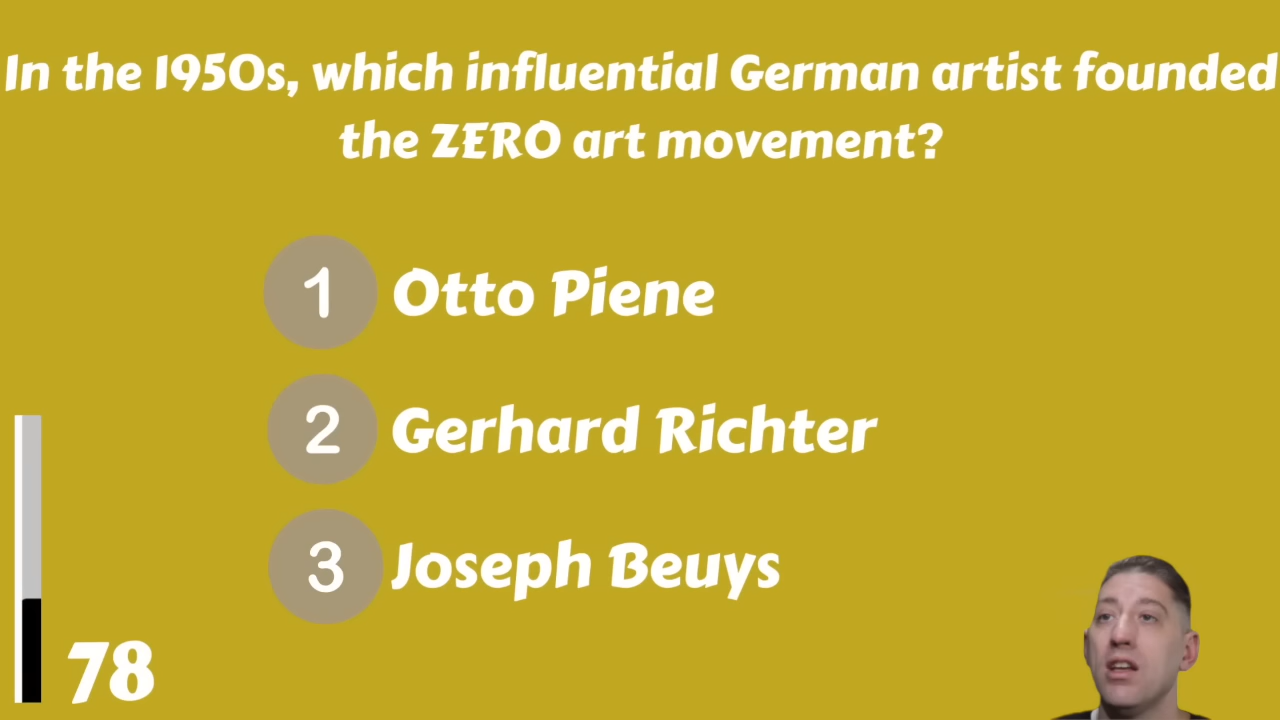 In the 1950s, which influential German artist founded
the ZERO art movement?
1 Otto Piene
2 Gerhard Richter
3 Joseph Beuys
78